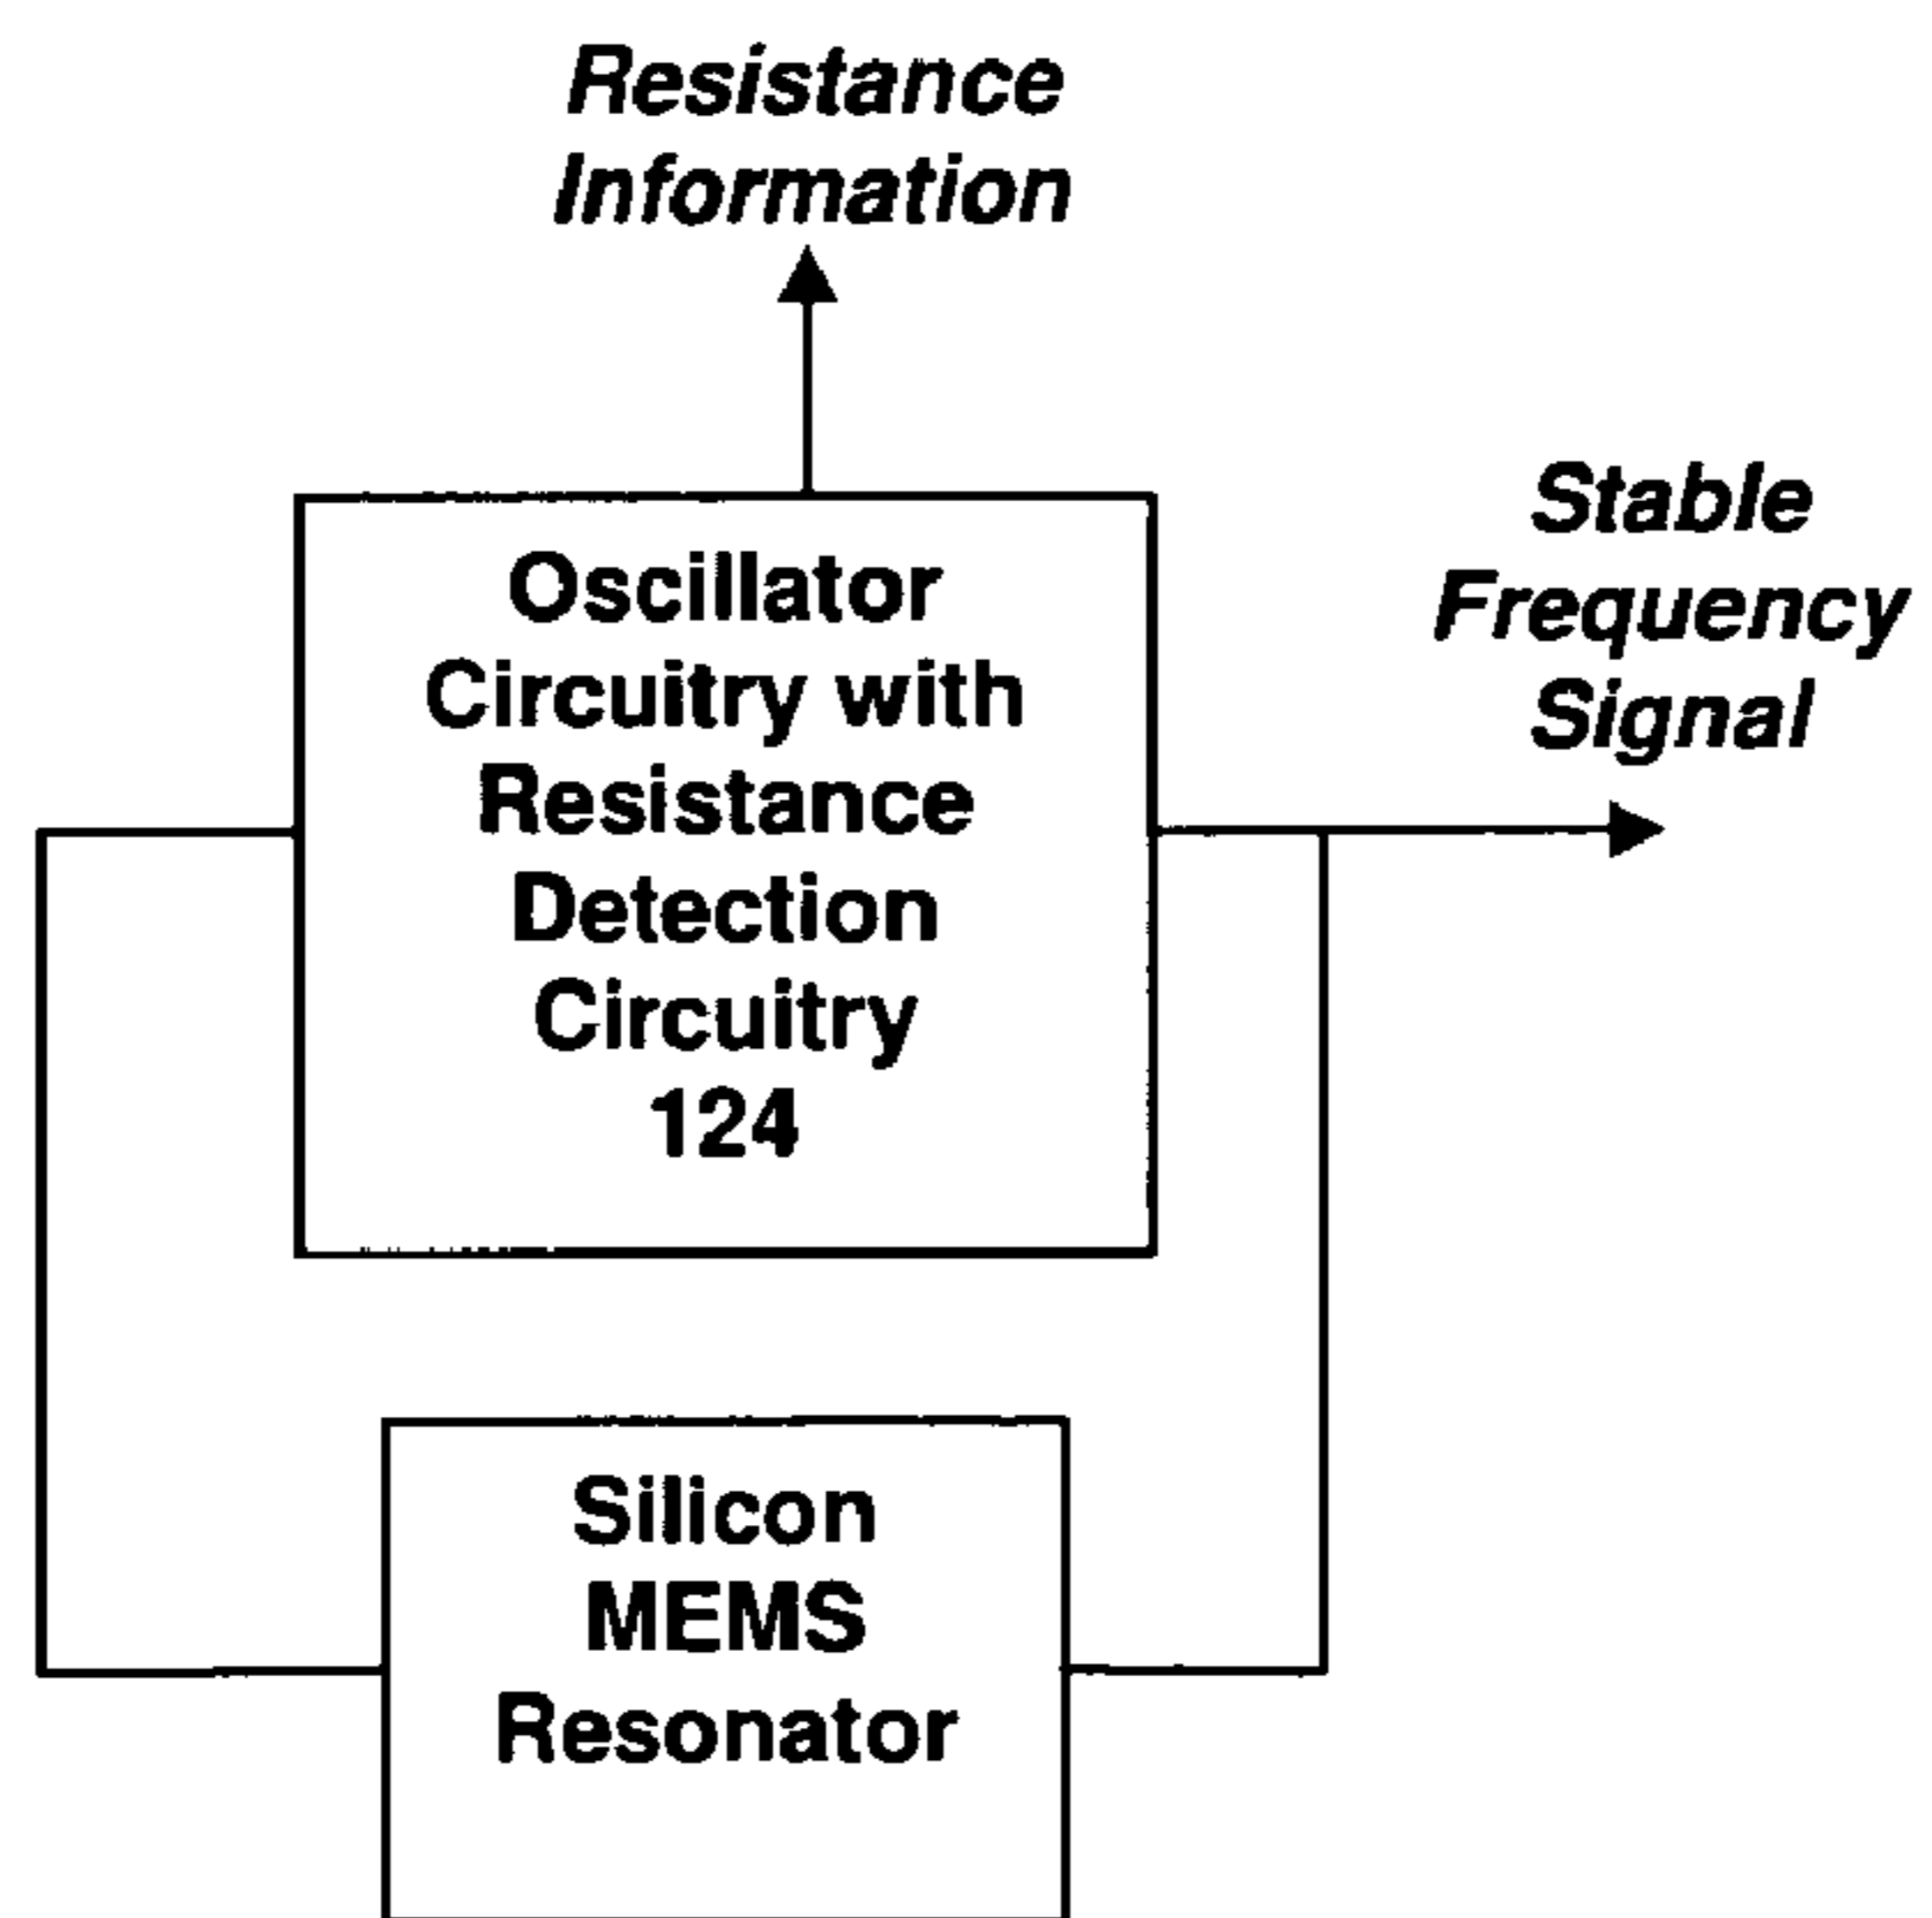 Resistance
Information
Stable
Frequency
Signal
Oscillator
Circuitry with
Resistance
Detection
Circuitry
124
Silicon
MEMS
Resonator